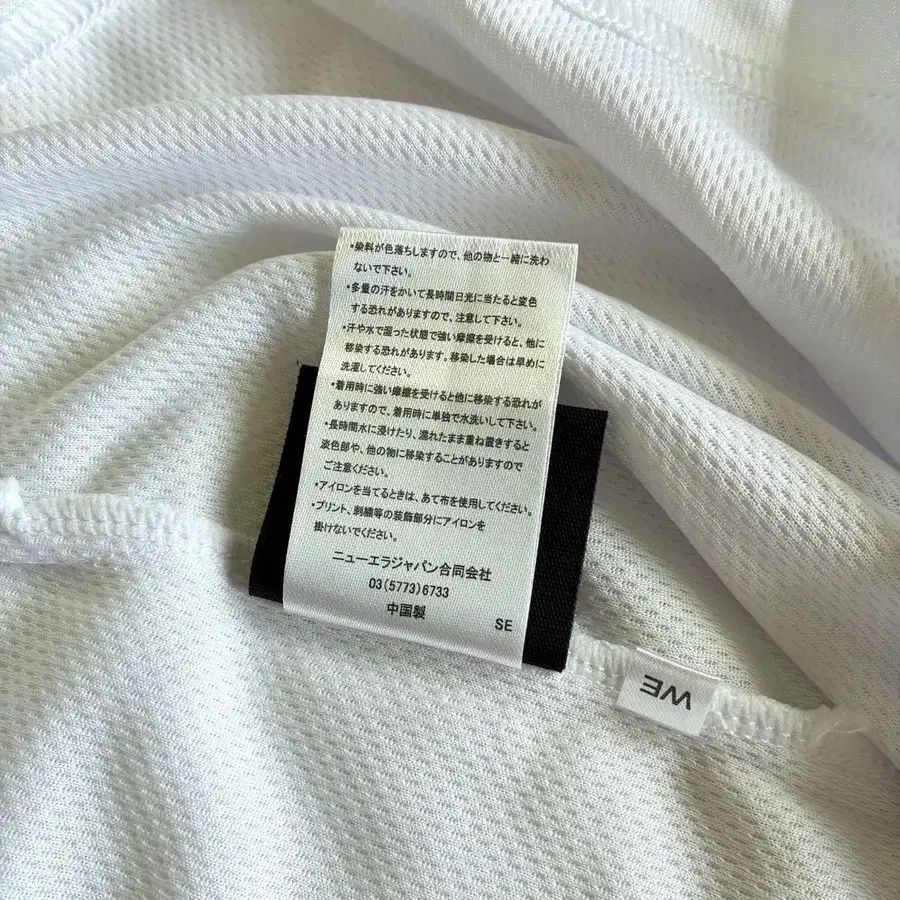 ・染料が色落ちしますので、他の物と一緒に洗わ
ないで下さい。
・多量の汗をかいて長時間日光に当たると変色
する恐れがありますので、注意して下さい。
・汗や水で湿った状態で強い摩擦を受けると、他に
移染する恐れがあります。移染した場合は早めに
洗濯してください。
・着用時に強い摩擦を受けると他に移染する恐れが
ありますので、着用時に単独で水洗いして下さい。
・長時間水に浸けたり、濡れたまま重ね置きすると
淡色部や、他の物に移染することがありますので
ご注意ください。
・アイロンを当てるときは、あて布を使用してください。
・プリント、刺繍等の装飾部分にアイロンを
掛けないでください。
ニューエラジャパン合同会社
03(5773)6733
中国製
SE
WE